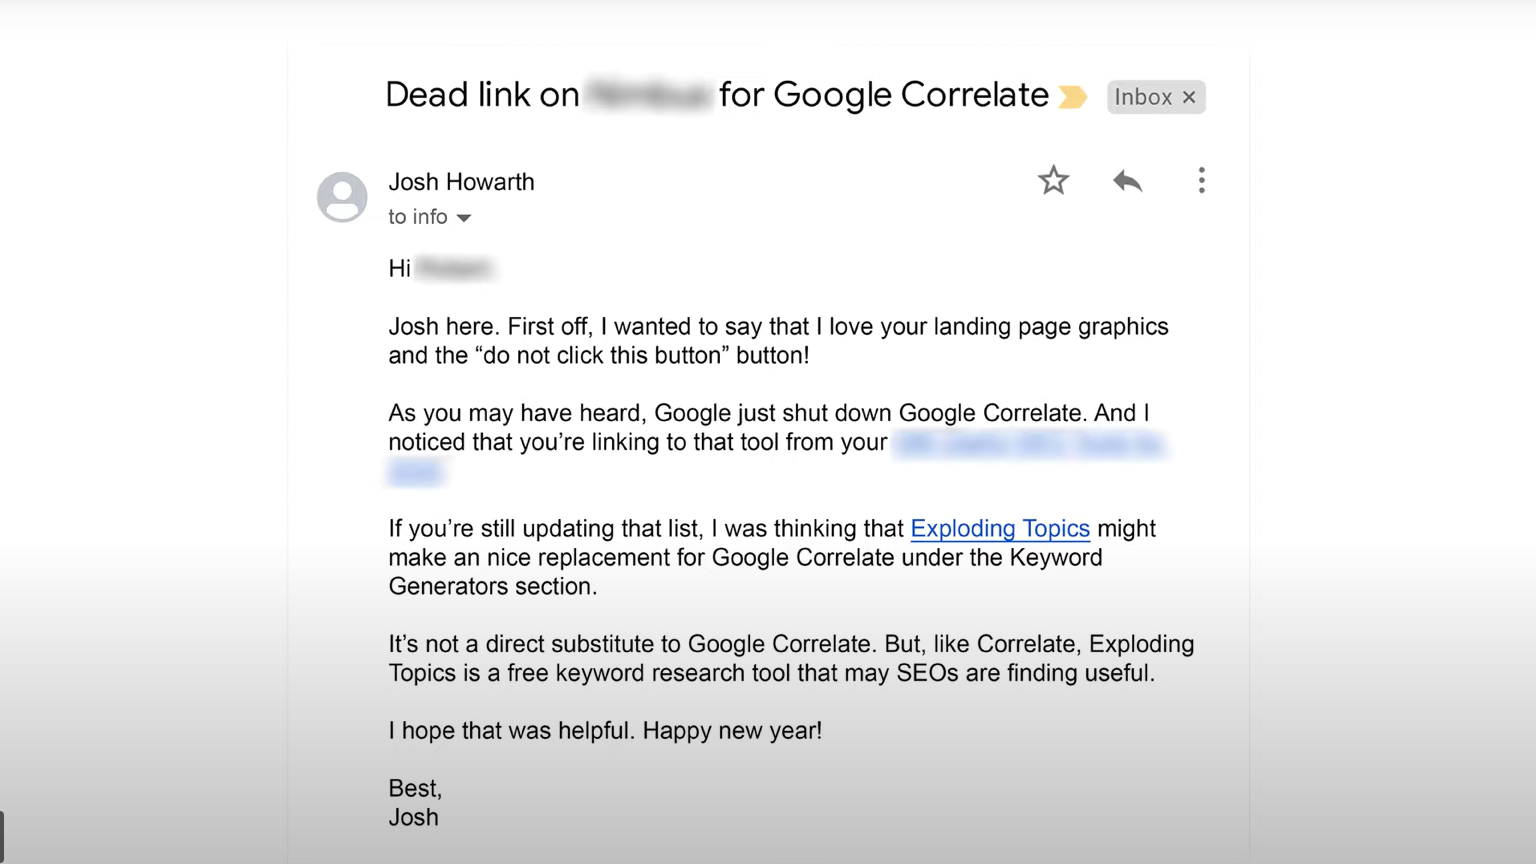 Dead link on for Google Correlate Inbox ×
Josh Howarth
to info
Hi
Josh here. First off, I wanted to say that I love your landing page graphics
and the “do not click this button” button!
As you may have heard, Google just shut down Google Correlate. And I
noticed that you’re linking to that tool from your
If you’re still updating that list, I was thinking that Exploding Topics might
make an nice replacement for Google Correlate under the Keyword
Generators section.
It’s not a direct substitute to Google Correlate. But, like Correlate, Exploding
Topics is a free keyword research tool that may SEOs are finding useful.
I hope that was helpful. Happy new year!
Best,
Josh